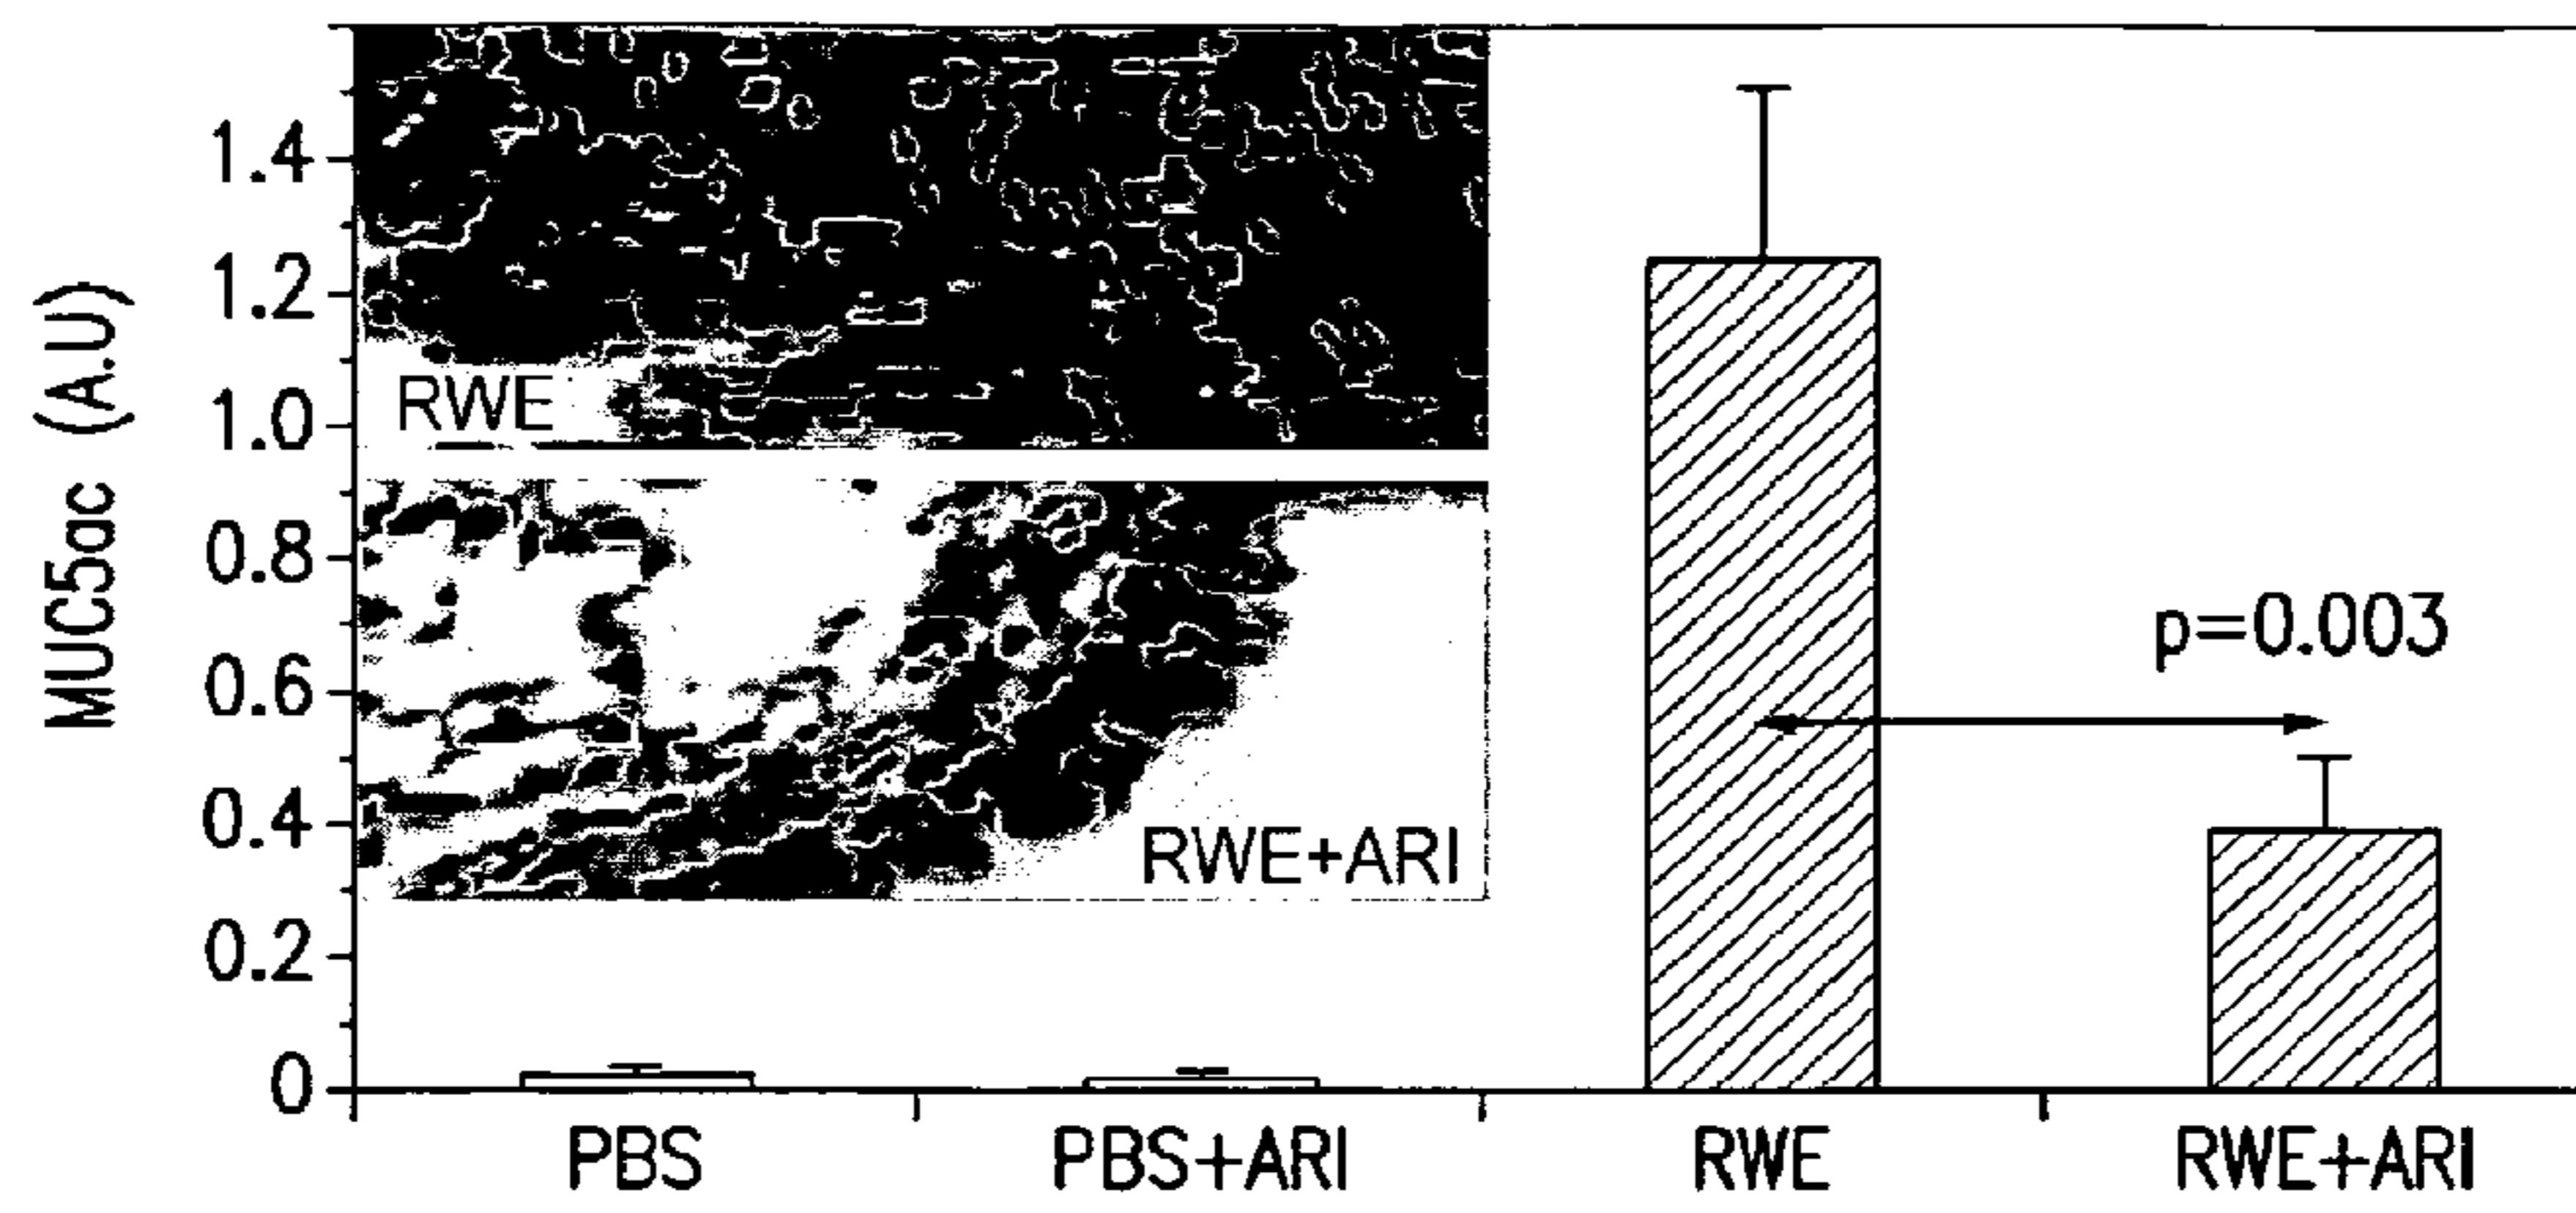 MUC5ac (A.U)
1.4
1.2
1.0
0.8
0.6
0.4
0.2
0
RWE
RWE+ARI
p=0.003
PBS
PBS+ARI
RWE
RWE+ARI